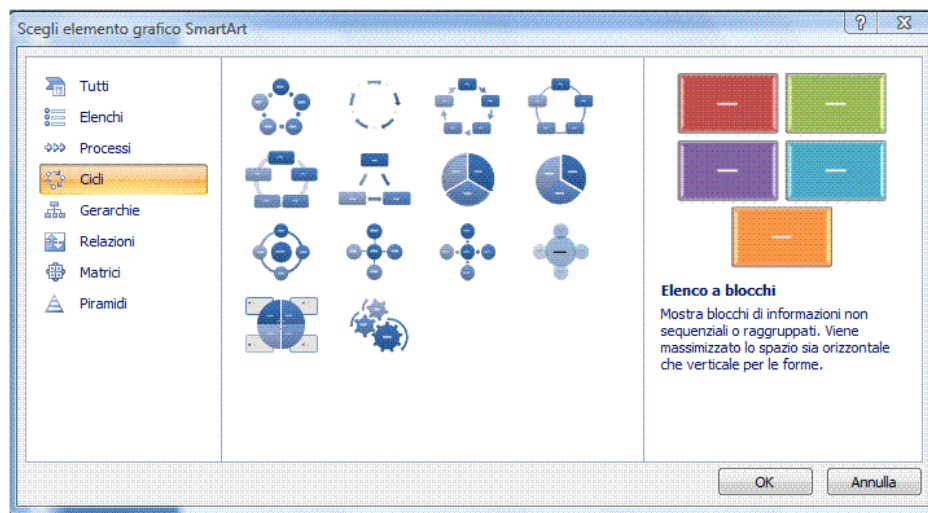 Scegli elemento grafico SmartArt
Tutti
Elenchi
Processi
Cicli
Gerarchie
Relazioni
Matrici
Piramidi
Elenco a blocchi
Mostra blocchi di informazioni non
sequenziali o raggruppati. Viene
massimizzato lo spazio sia orizzontale
che verticale per le forme.
OK
Annulla